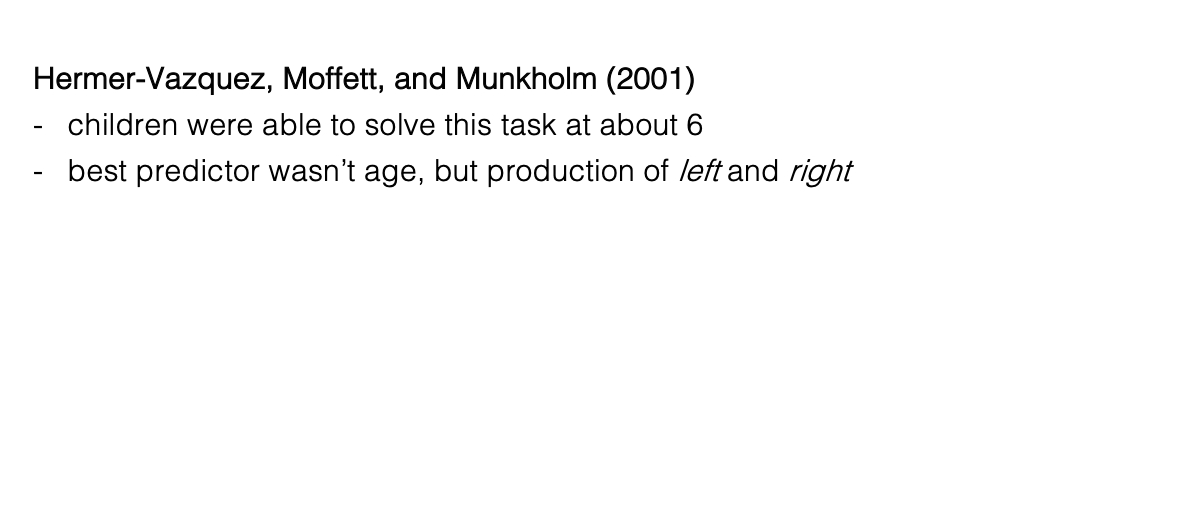 Hermer-Vazquez, Moffett, and Munkholm (2001)
- children were able to solve this task at about 6
- best predictor wasn’t age, but production of left and right